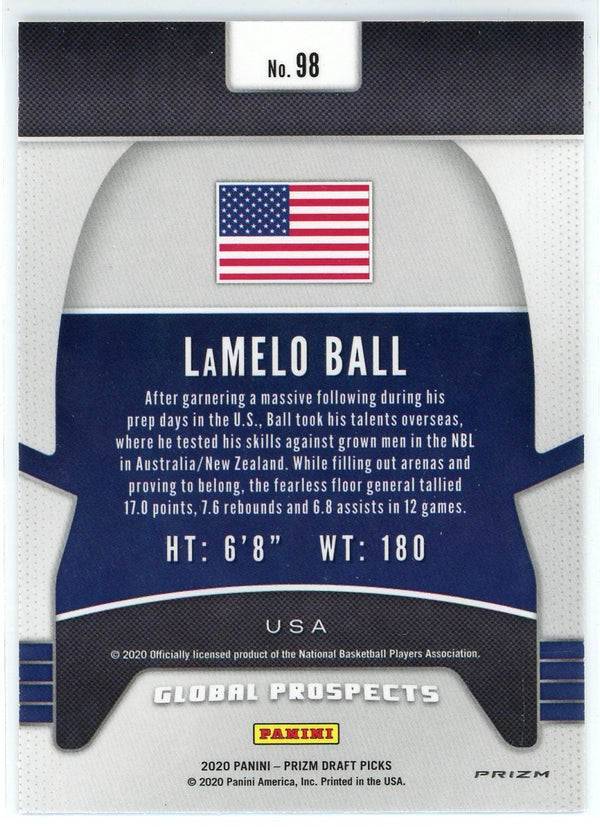 No. 98
LaMELO BALL
After garnering a massive following during his
prep days in the U.S., Ball took his talents overseas,
where he tested his skills against grown men in the NBL
in Australia/New Zealand. While filling out arenas and
proving to belong, the fearless floor general tallied
17.0 points, 7.6 rebounds and 6.8 assists in 12 games.
HT: 6'8” WT: 180
USA
© 2020 Officially licensed product of the National Basketball Players Association.
GLOBAL PROSPECTS
PANINI
2020 PANINI – PRIZM DRAFT PICKS
© 2020 Panini America, Inc. Printed in the USA.
PRIZM